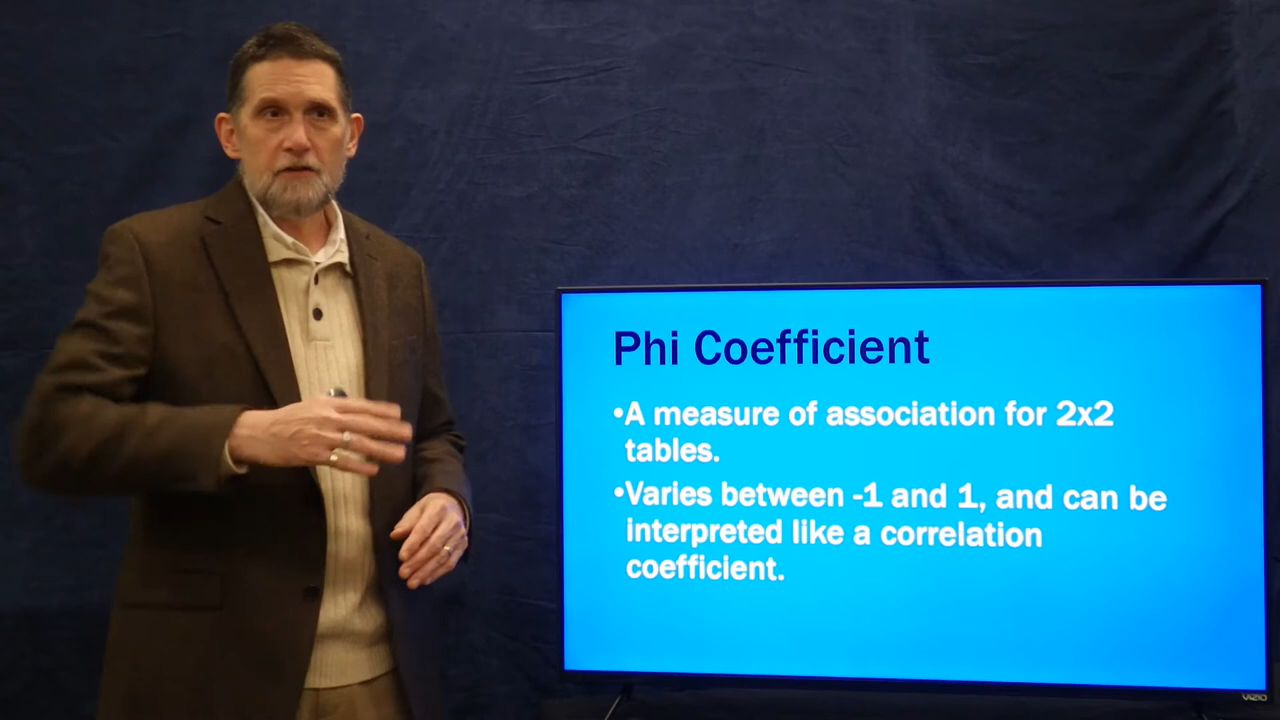 Phi Coefficient
•A measure of association for 2x2
tables.
•Varies between -1 and 1, and can be
interpreted like a correlation
coefficient.
VIZIO